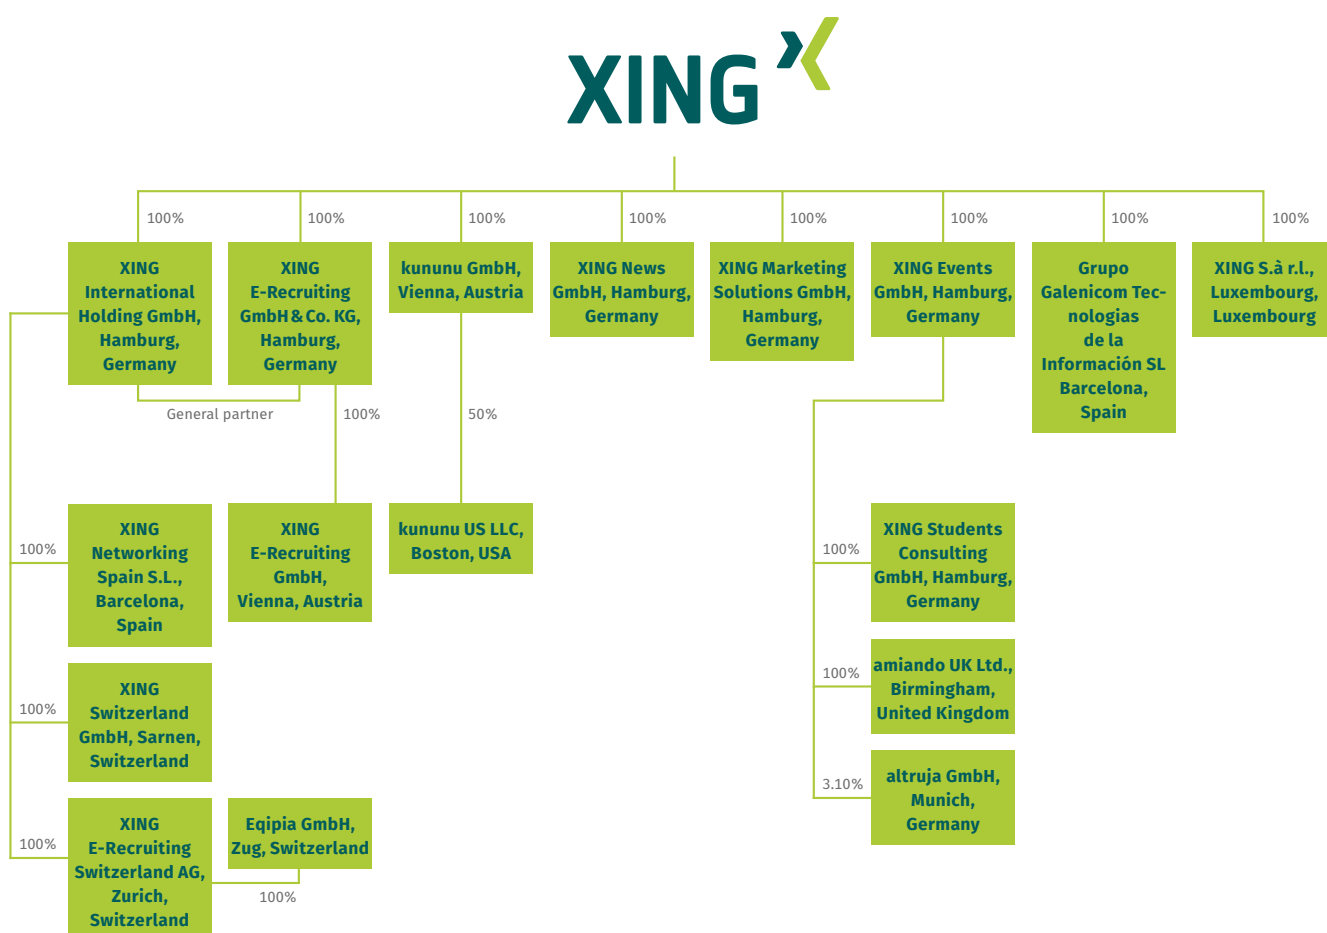 XING
100%
100%
100%
100%
100%
100%
100%
100%
XING
International
Holding GmbH,
Hamburg,
Germany
XING
E-Recruiting
GmbH & Co. KG,
Hamburg,
Germany
kununu GmbH,
Vienna, Austria
XING News
GmbH, Hamburg,
Germany
XING Marketing
Solutions GmbH,
Hamburg,
Germany
XING Events
GmbH, Hamburg,
Germany
Grupo
Galenicom Tec-
nologias
de la
Información SL
Barcelona,
Spain
XING S.à r.l.,
Luxembourg,
Luxembourg
General partner
100%
50%
100%
XING
Networking
Spain S.L.,
Barcelona,
Spain
XING
E-Recruiting
GmbH,
Vienna, Austria
kununu US LLC,
Boston, USA
100%
XING Students
Consulting
GmbH, Hamburg,
Germany
100%
XING
Switzerland
GmbH, Sarnen,
Switzerland
100%
amiando UK Ltd.,
Birmingham,
United Kingdom
3.10%
altruja GmbH,
Munich,
Germany
100%
XING
E-Recruiting
Switzerland AG,
Zurich,
Switzerland
Eqipia GmbH,
Zug, Switzerland
100%